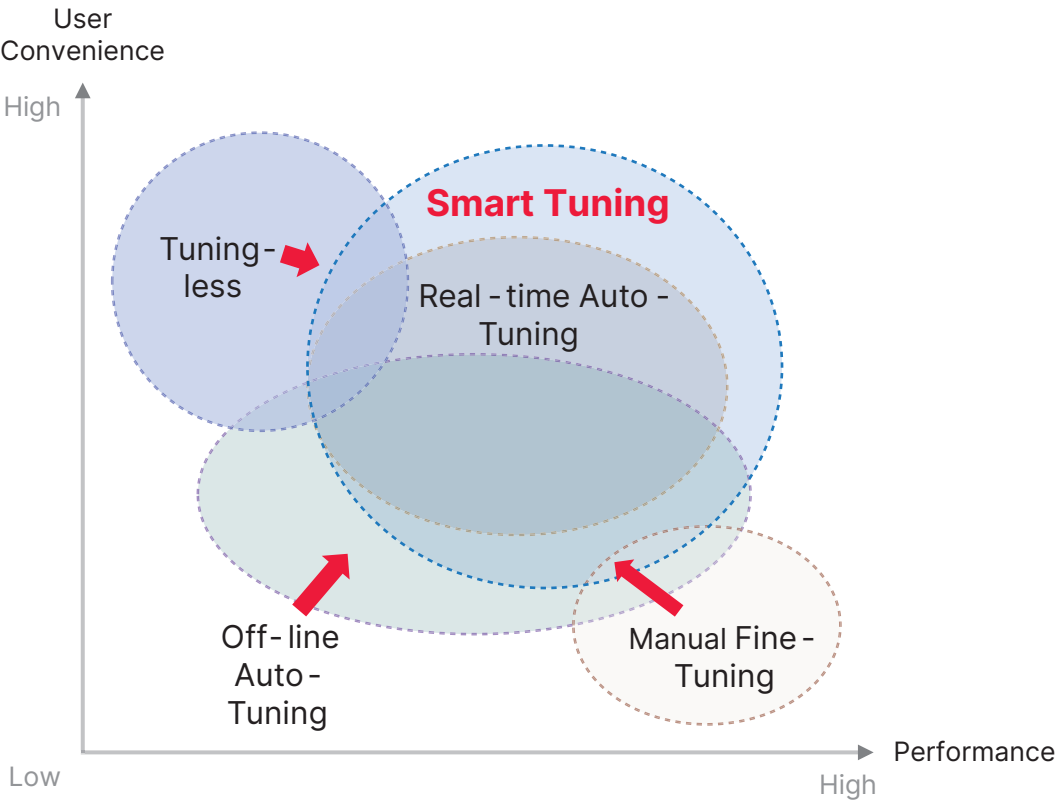 User
Convenience
High
Smart Tuning
Tuning-
less
Real-time Auto-
Tuning
Off-line
Auto-
Tuning
Manual Fine-
Tuning
Performance
Low
High